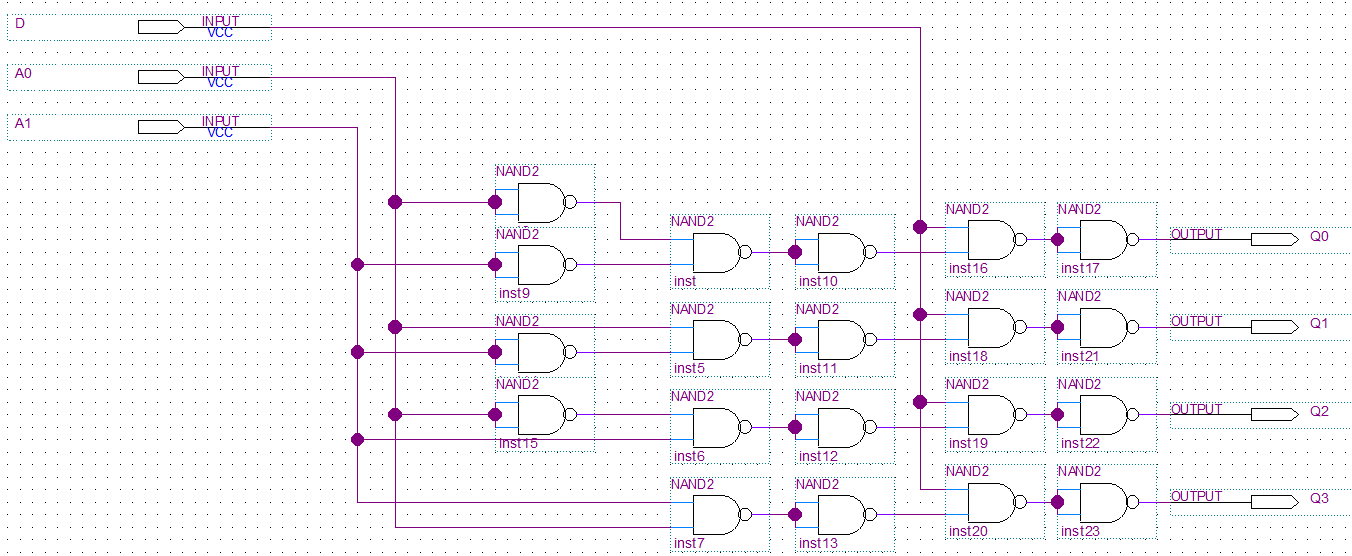 D
INPUT
VCC
A0
INPUT
VCC
A1
INPUT
VCC
NAND2
NAND2
inst9
NAND2
inst
NAND2
inst10
NAND2
inst16
NAND2
inst17
OUTPUT
Q0
NAND2
NAND2
inst15
NAND2
inst5
NAND2
inst11
NAND2
inst18
NAND2
inst21
OUTPUT
Q1
NAND2
inst6
NAND2
inst12
NAND2
inst19
NAND2
inst22
OUTPUT
Q2
NAND2
inst7
NAND2
inst13
NAND2
inst20
NAND2
inst23
OUTPUT
Q3